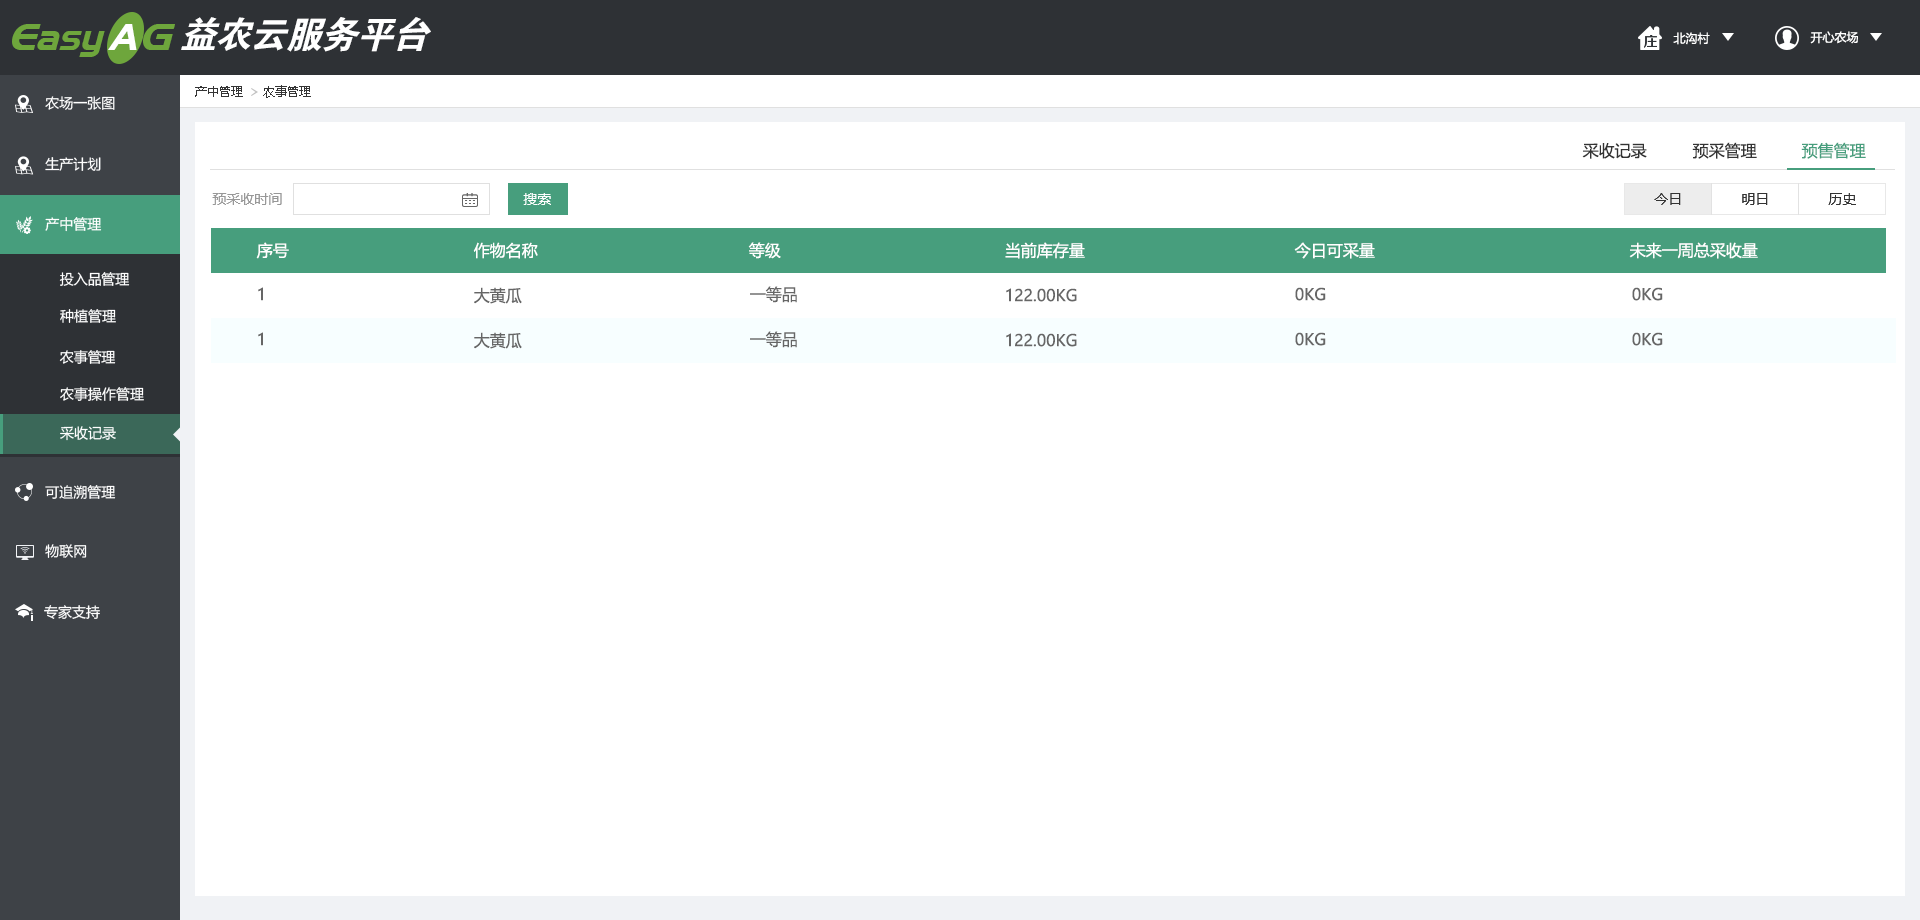 EasyAG 益农云服务平台
庄 北沟村
开心农场
农场一张图
生产计划
产中管理
投入品管理
种植管理
农事管理
农事操作管理
采收记录
可追溯管理
物联网
专家支持
产中管理 > 农事管理
采收记录 预采管理 预售管理
预采收时间 搜索 今日 明日 历史
序号 作物名称 等级 当前库存量 今日可采量 未来一周总采收量
1 大黄瓜 一等品 122.00KG 0KG 0KG
1 大黄瓜 一等品 122.00KG 0KG 0KG